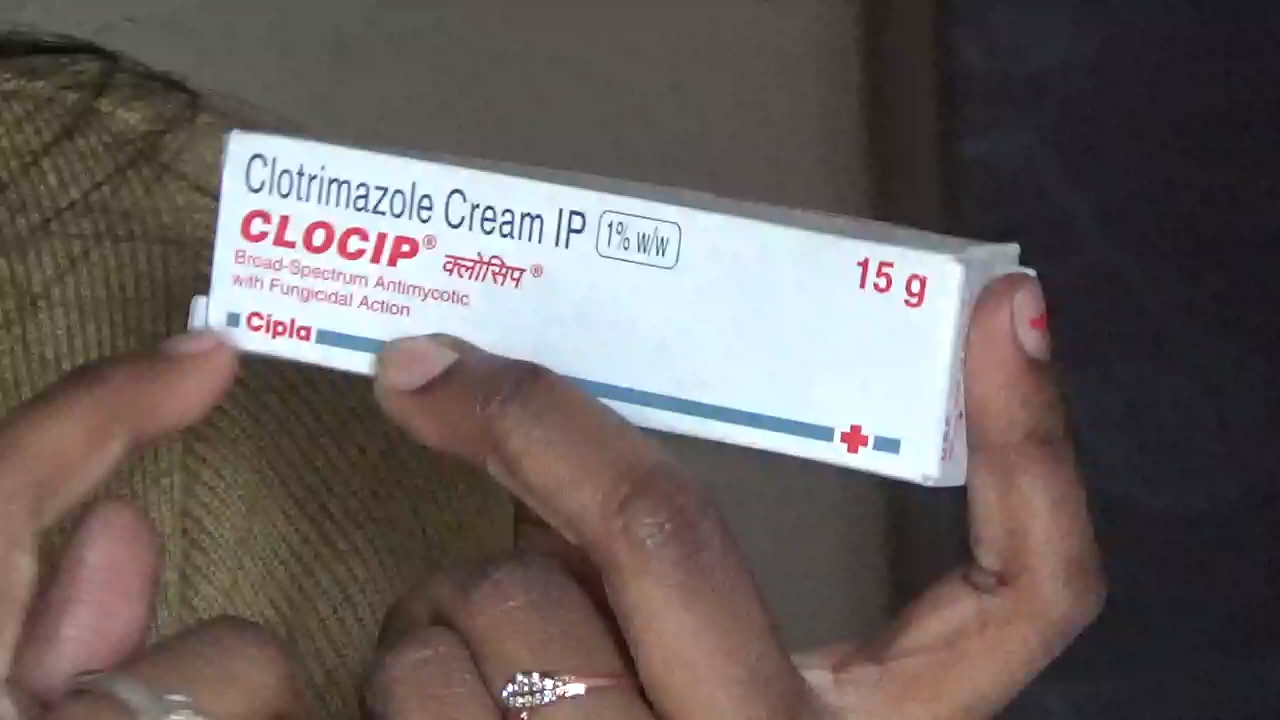 Clotrimazole Cream IP 1% w/w
CLOCIP® क्लोसिप®
15 g
Broad-Spectrum Antimycotic
with Fungicidal Action
Cipla